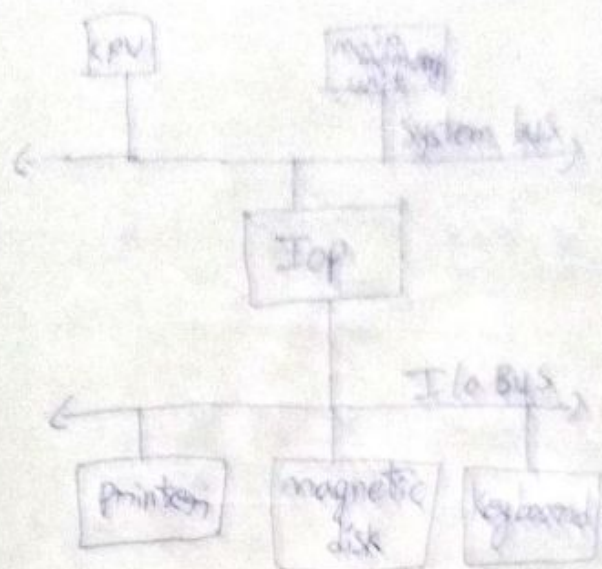 CPU
main
memory
unit
System bus
Iop
I/o Bus
printer
magnetic
disk
keyboard